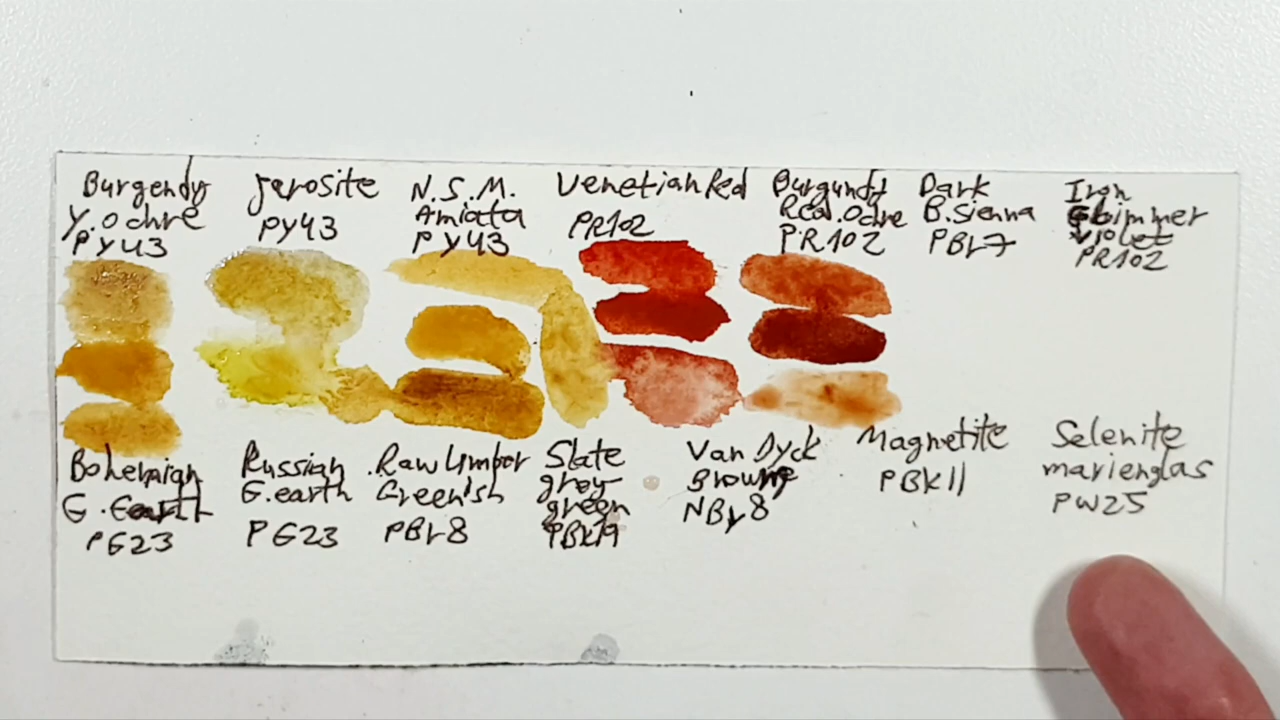 Burgendy
Y. Ochre
PY43
Jarosite
PY43
N.S.M.
Amiata
PY43
Venetian Red
PR102
Burgundy
Red. Ochre
P.R102
Dark
B.Sienna
PBr7
Iron
Glimmer
Violet
PR102
Bohemian
G. Earth
PG23
Russian
G. earth
PG23
Raw Umber
Greenish
PBr8
Slate
grey
green
PBk19
Van Dyck
Brown
NBr8
Magnetite
PBk11
Selenite
marienglas
PW25